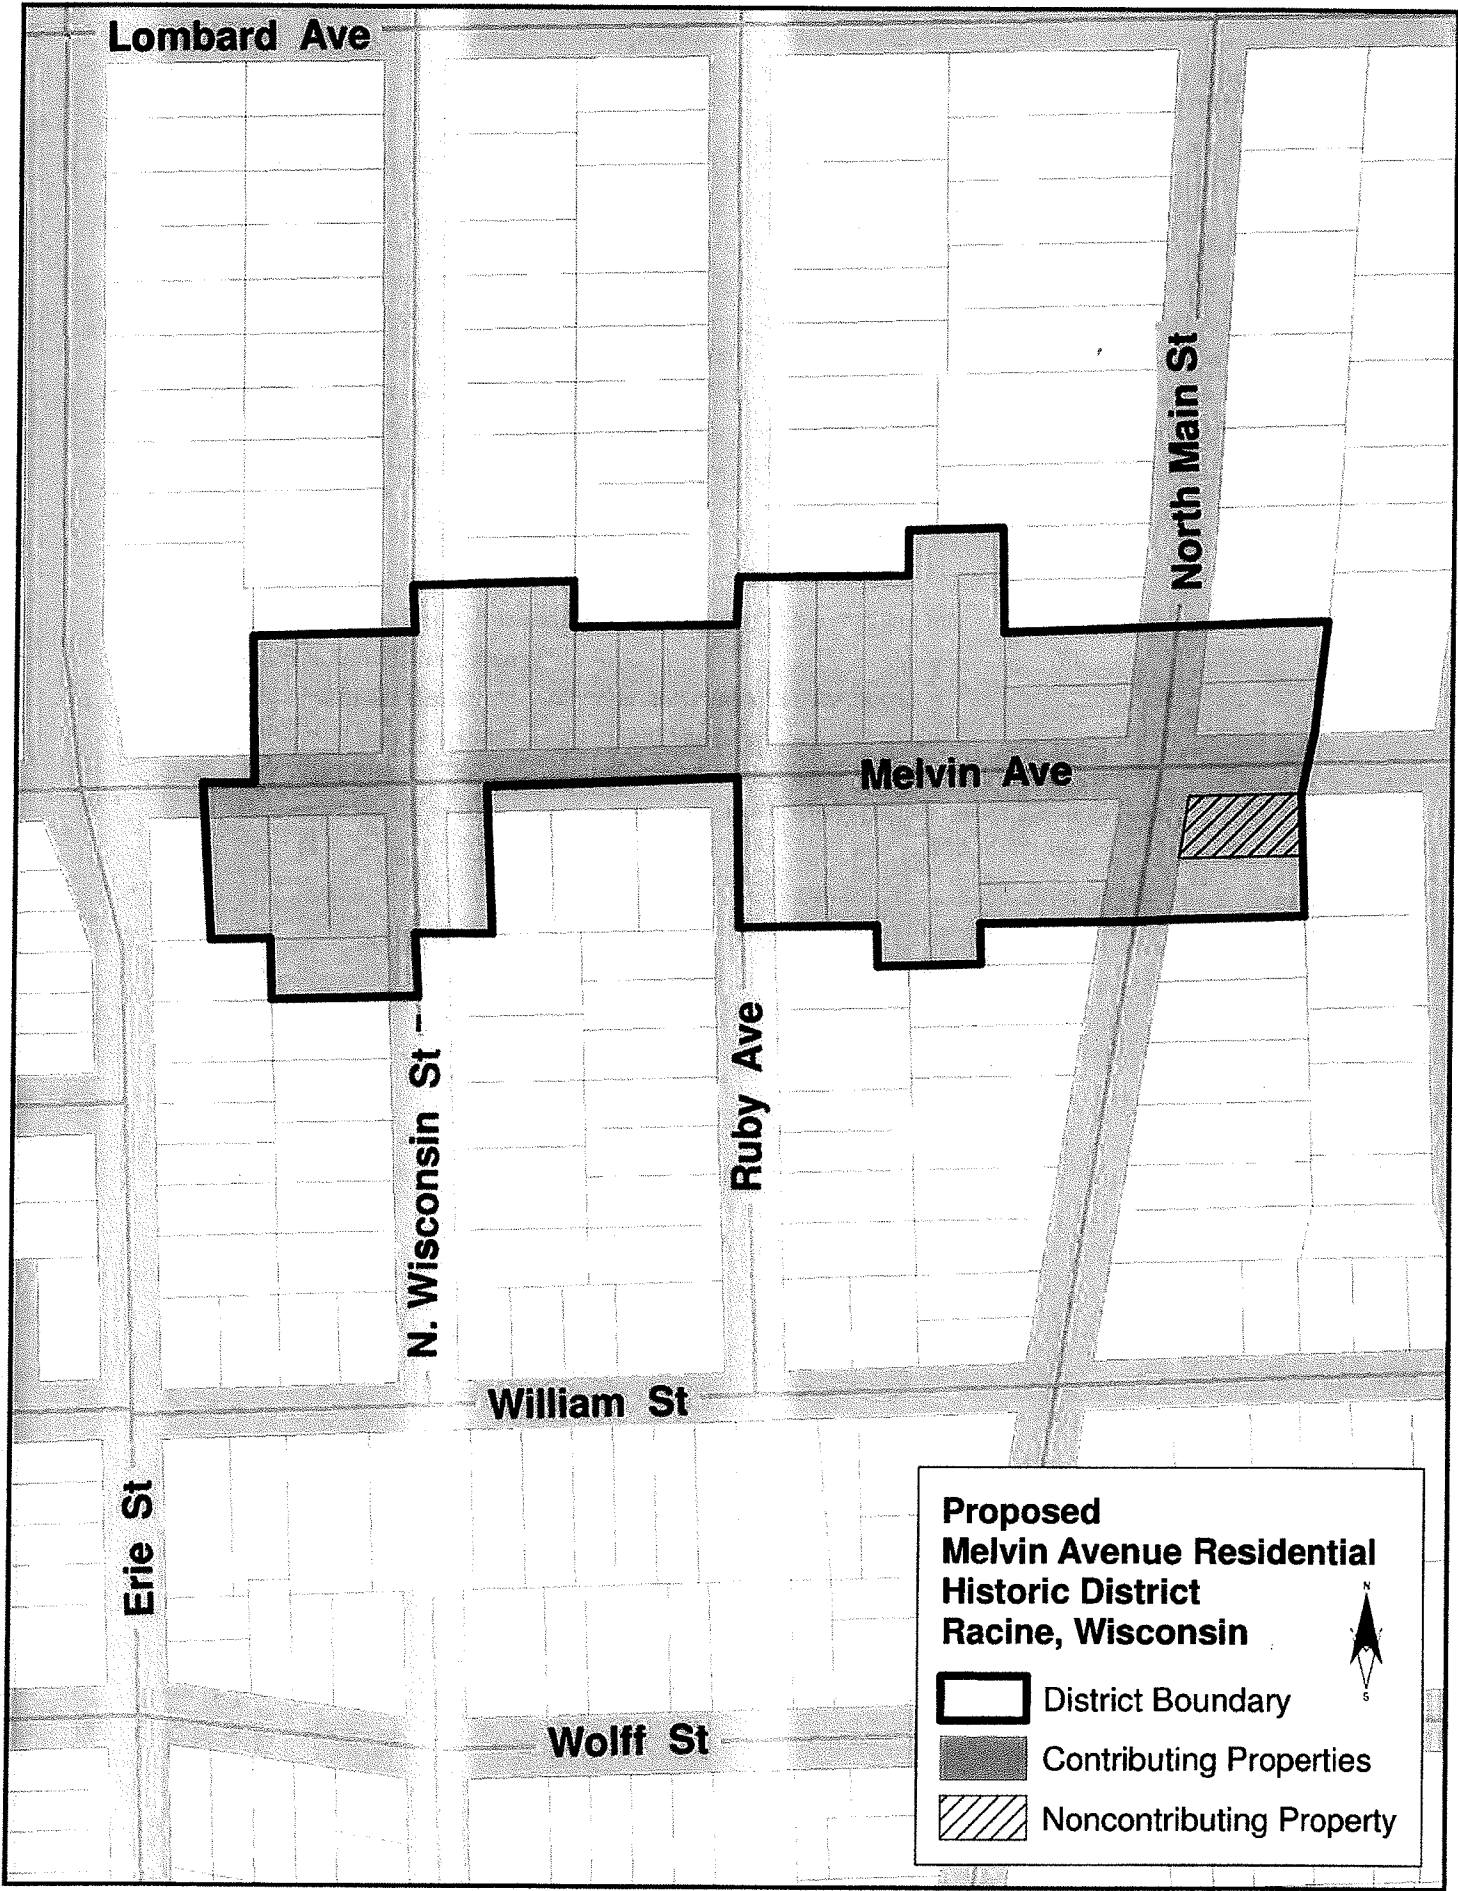 Lombard Ave
North Main St
Melvin Ave
N. Wisconsin St
Ruby Ave
William St
Erie St
Wolff St
Proposed
Melvin Avenue Residential
Historic District
Racine, Wisconsin
N
S
District Boundary
Contributing Properties
Noncontributing Property